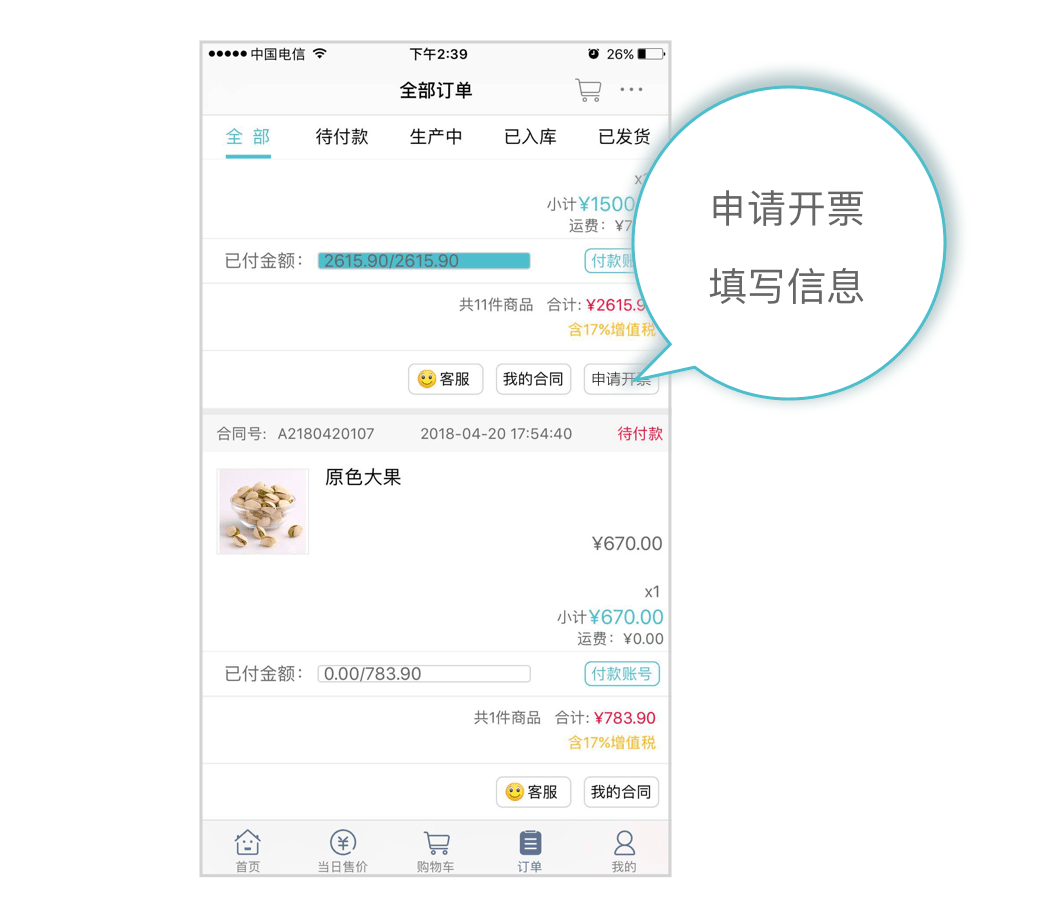 中国电信 下午2:39 26%
全部订单
全 部 待付款 生产中 已入库 已发货
小计¥1500
运费：¥7
已付金额： 2615.90/2615.90 付款账
共11件商品 合计: ¥2615.9
含17%增值税
客服 我的合同 申请开票
申请开票
填写信息
合同号: A2180420107 2018-04-20 17:54:40 待付款
原色大果
¥670.00
x1
小计¥670.00
运费：¥0.00
已付金额： 0.00/783.90 付款账号
共1件商品 合计: ¥783.90
含17%增值税
客服 我的合同
首页 当日售价 购物车 订单 我的